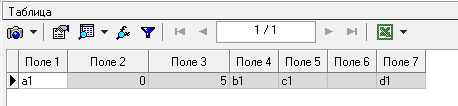 Таблица
1 / 1
Поле 1 Поле 2 Поле 3 Поле 4 Поле 5 Поле 6 Поле 7
a1 0 5 b1 c1 d1